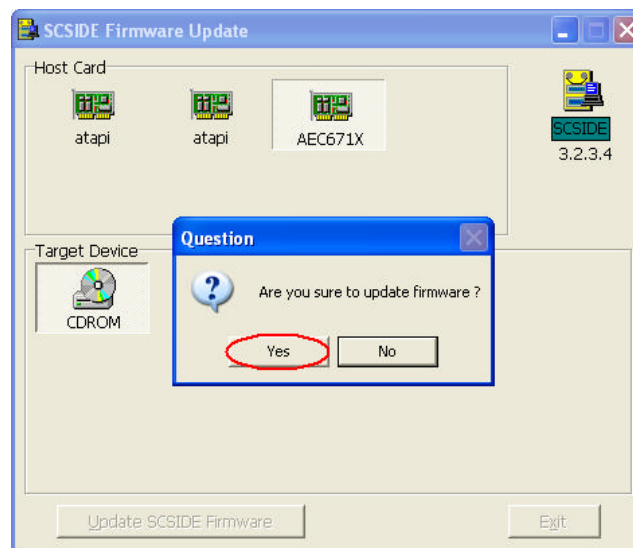 SCSIDE Firmware Update
Host Card
atapi
atapi
AEC671X
SCSIDE
3.2.3.4
Target Device
CDROM
Question
Are you sure to update firmware ?
Yes
No
Update SCSIDE Firmware
Exit